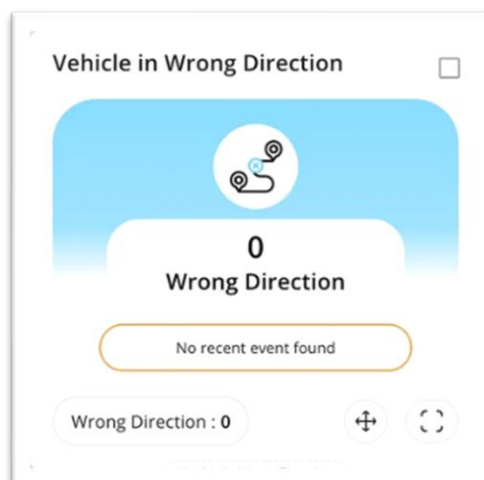 Vehicle in Wrong Direction
0
Wrong Direction
No recent event found
Wrong Direction : 0